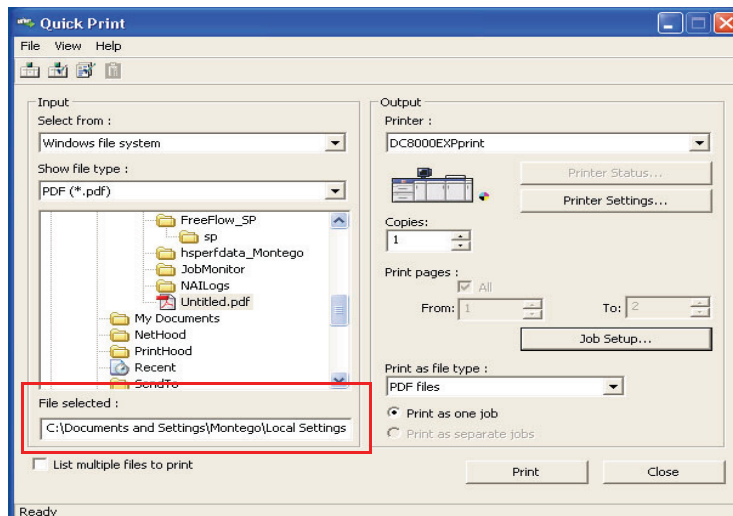 Quick Print
File View Help
Input
Select from :
Windows file system
Show file type :
PDF (*.pdf)
FreeFlow_SP
sp
hsperfdata_Montego
JobMonitor
NAILogs
Untitled.pdf
My Documents
NetHood
PrintHood
Recent
SendTo
File selected :
C:\Documents and Settings\Montego\Local Settings
List multiple files to print
Output
Printer :
DC8000EXPprint
Printer Status...
Printer Settings...
Copies:
1
Print pages :
All
From: 1 To: 2
Job Setup...
Print as file type :
PDF files
Print as one job
Print as separate jobs
Print Close
Ready